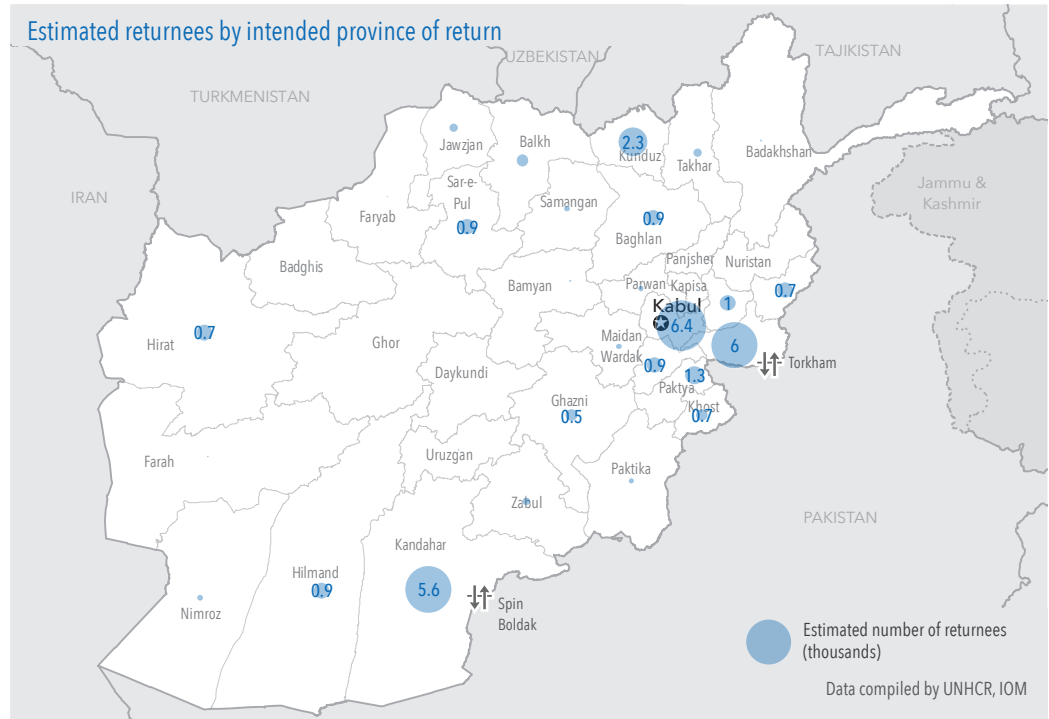 Estimated returnees by intended province of return
UZBEKISTAN
TAJIKISTAN
TURKMENISTAN
Jawzjan
Balkh
2.3
Kunduz
Takhar
Badakhshan
IRAN
Jammu &
Kashmir
Sar-e-
Pul
Samangan
Faryab
0.9
0.9
Baghlan
Panjsher
Nuristan
Badghis
Bamyan
Parwan
Kapisa
0.7
Kabul
1
6.4
0.7
Hirat
Ghor
Maidan
Wardak
6
Torkham
0.9
1.3
Daykundi
Paktya
Ghazni
0.5
Khost
0.7
Farah
Uruzgan
Paktika
Zabul
PAKISTAN
Kandahar
Hilmand
0.9
5.6
Nimroz
Spin
Boldak
Estimated number of returnees
(thousands)
Data compiled by UNHCR, IOM